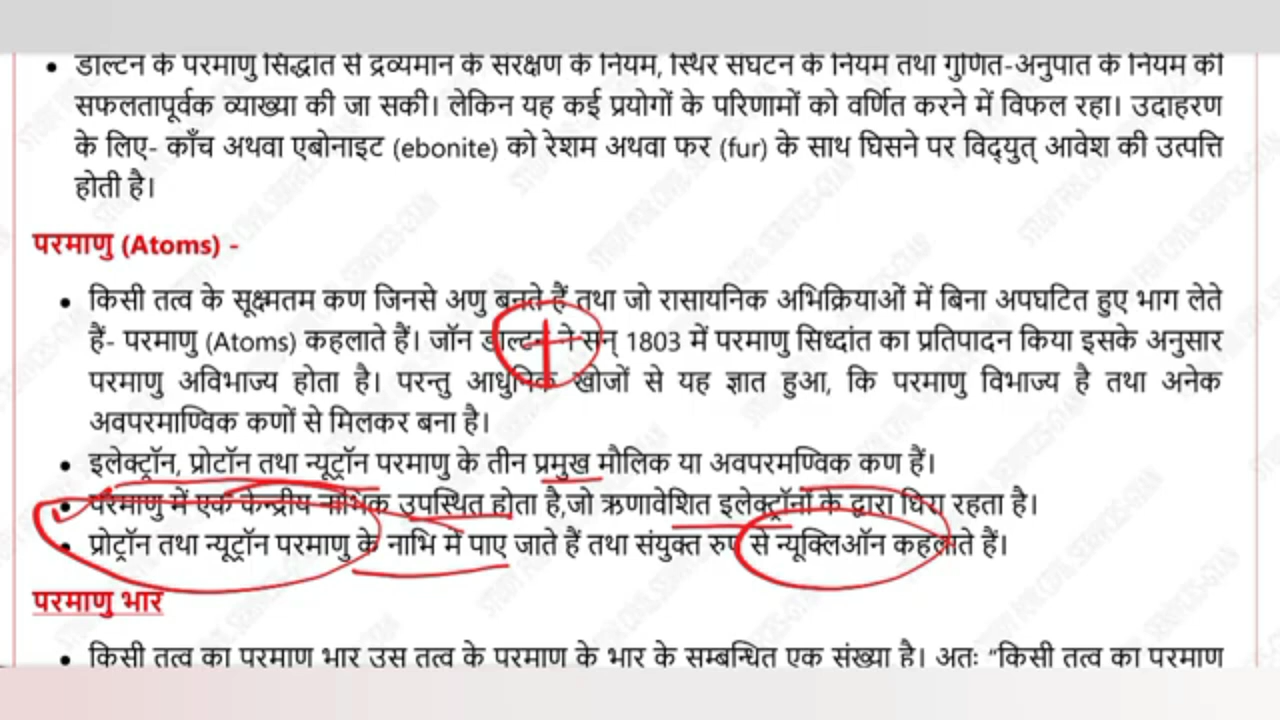 • डाल्टन के परमाणु सिद्धांत से द्रव्यमान के संरक्षण के नियम, स्थिर संघटन के नियम तथा गुणित-अनुपात के नियम की
सफलतापूर्वक व्याख्या की जा सकी। लेकिन यह कई प्रयोगों के परिणामों को वर्णित करने में विफल रहा। उदाहरण
के लिए- काँच अथवा एबोनाइट (ebonite) को रेशम अथवा फर (fur) के साथ घिसने पर विद्युत् आवेश की उत्पत्ति
होती है।
परमाणु (Atoms) -
• किसी तत्व के सूक्ष्मतम कण जिनसे अणु बनते हैं तथा जो रासायनिक अभिक्रियाओं में बिना अपघटित हुए भाग लेते
हैं- परमाणु (Atoms) कहलाते हैं। जॉन डाल्टन ने सन् 1803 में परमाणु सिध्दांत का प्रतिपादन किया इसके अनुसार
परमाणु अविभाज्य होता है। परन्तु आधुनिक खोजों से यह ज्ञात हुआ, कि परमाणु विभाज्य है तथा अनेक
अवपरमाण्विक कणों से मिलकर बना है।
• इलेक्ट्रॉन, प्रोटॉन तथा न्यूट्रॉन परमाणु के तीन प्रमुख मौलिक या अवपरमण्विक कण हैं।
• परमाणु में एक केन्द्रीय नाभिक उपस्थित होता है,जो ऋणावेशित इलेक्ट्रॉनों के द्वारा घिरा रहता है।
• प्रोट्रॉन तथा न्यूट्रॉन परमाणु के नाभि में पाए जाते हैं तथा संयुक्त रुप से न्यूक्लिऑन कहलाते हैं।
परमाणु भार
• किसी तत्व का परमाणु भार उस तत्व के परमाणु के भार के सम्बन्धित एक संख्या है। अतः “किसी तत्व का परमाणु